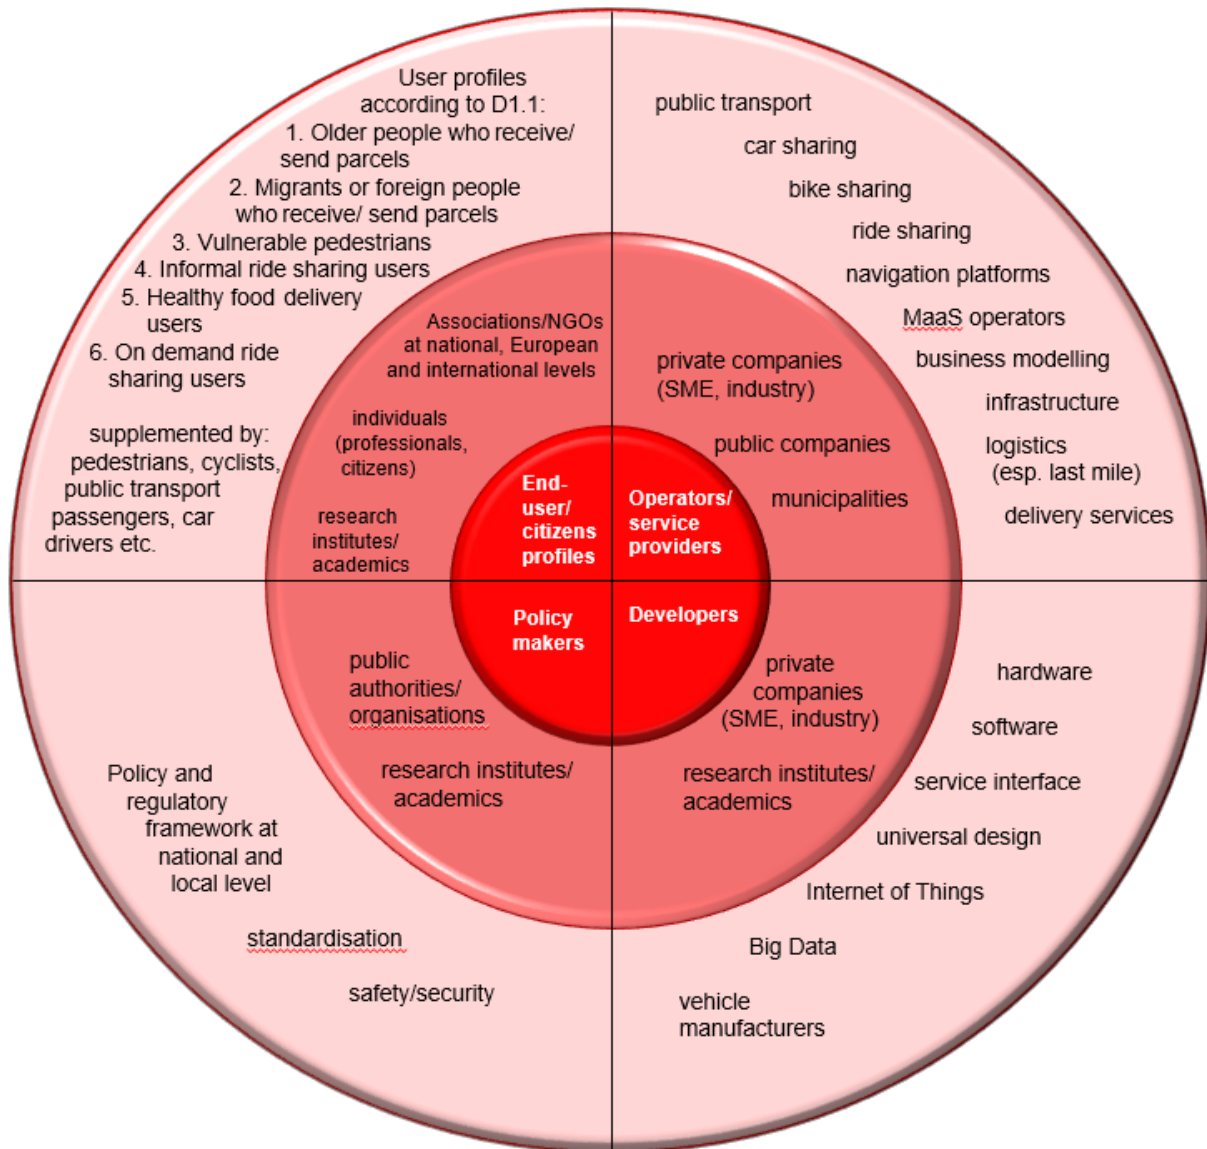 User profiles
according to D1.1:
1. Older people who receive/
send parcels
2. Migrants or foreign people
who receive/ send parcels
3. Vulnerable pedestrians
4. Informal ride sharing users
5. Healthy food delivery
users
6. On demand ride
sharing users
supplemented by:
pedestrians, cyclists,
public transport
passengers, car
drivers etc.
Associations/NGOs
at national, European
and international levels
individuals
(professionals,
citizens)
research
institutes/
academics
End-
user/
citizens
profiles
public transport
car sharing
bike sharing
ride sharing
navigation platforms
MaaS operators
business modelling
infrastructure
logistics
(esp. last mile)
delivery services
private companies
(SME, industry)
public companies
municipalities
Operators/
service
providers
Policy
makers
public
authorities/
organisations
research institutes/
academics
Policy and
regulatory
framework at
national and
local level
standardisation
safety/security
Developers
private
companies
(SME, industry)
research institutes/
academics
hardware
software
service interface
universal design
Internet of Things
Big Data
vehicle
manufacturers